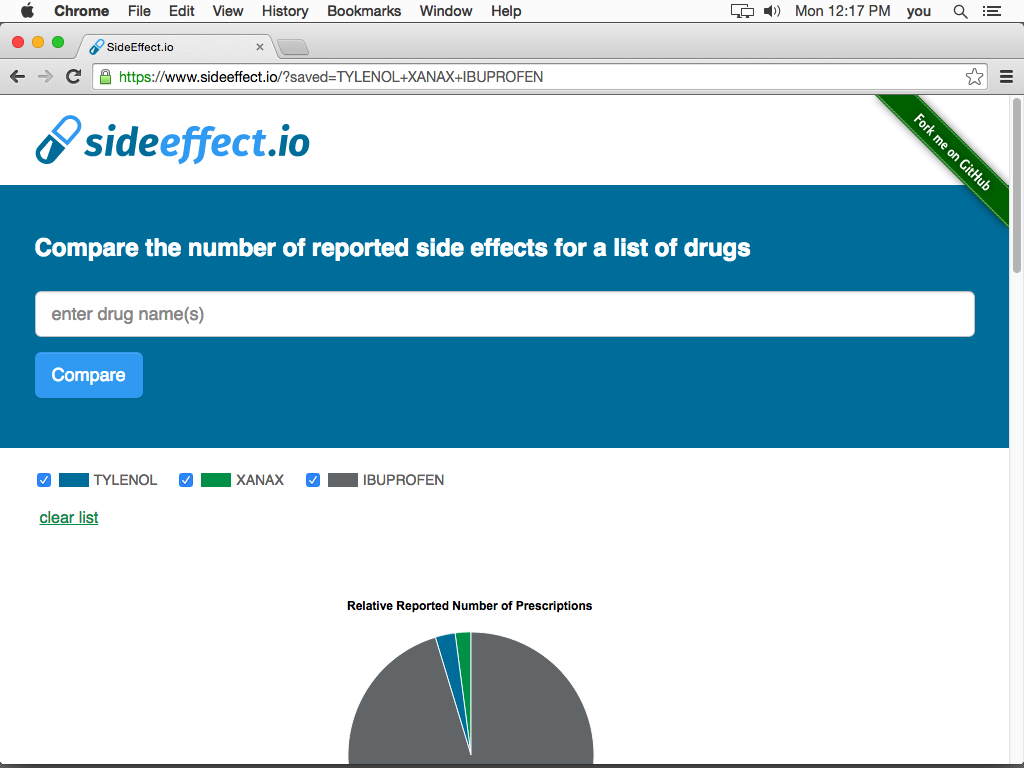 Chrome File Edit View History Bookmarks Window Help Mon 12:17 PM you
SideEffect.io
https://www.sideeffect.io/?saved=TYLENOL+XANAX+IBUPROFEN
sideeffect.io
Fork me on GitHub
Compare the number of reported side effects for a list of drugs
enter drug name(s)
Compare
TYLENOL XANAX IBUPROFEN
clear list
Relative Reported Number of Prescriptions